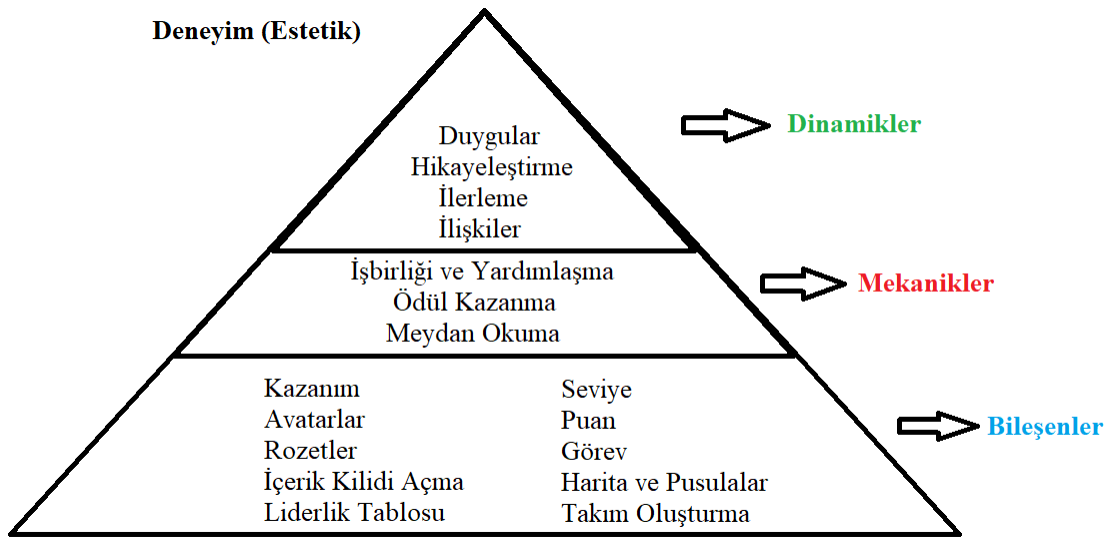 Deneyim (Estetik)
Duygular
Hikayeleştirme
İlerleme
İlişkiler
Dinamikler
İşbirliği ve Yardımlaşma
Ödül Kazanma
Meydan Okuma
Mekanikler
Kazanım
Avatarlar
Rozetler
İçerik Kilidi Açma
Liderlik Tablosu
Seviye
Puan
Görev
Harita ve Pusulalar
Takım Oluşturma
Bileşenler